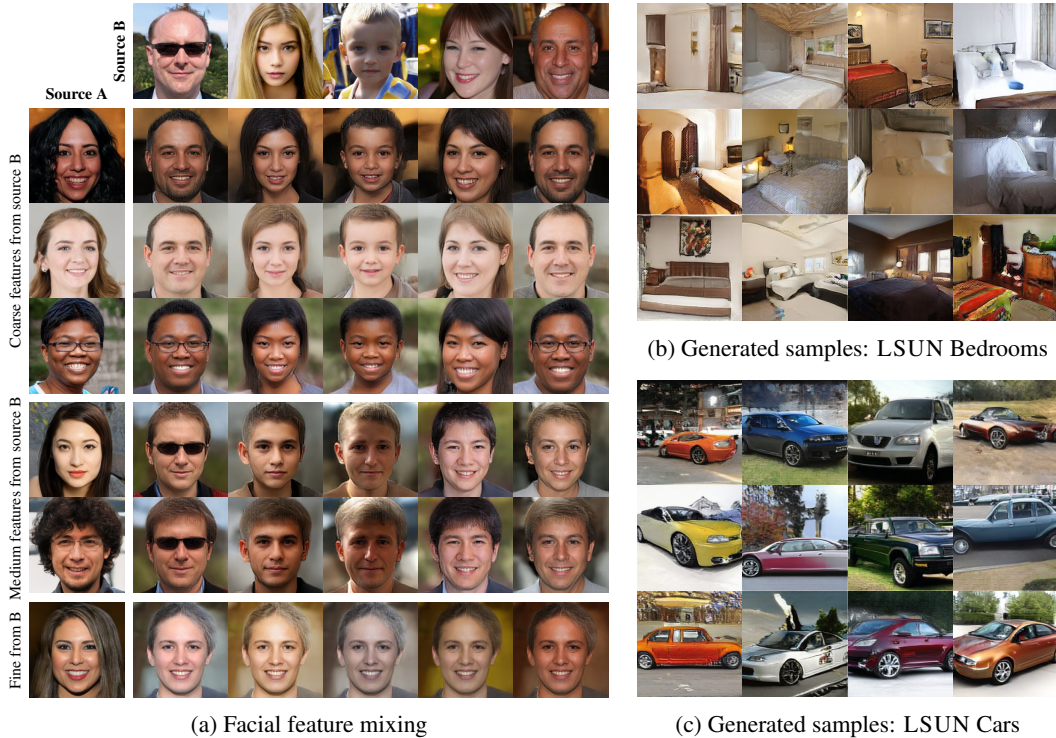 Source B
Source A
Coarse features from source B
Medium features from source B
Fine from B
(a) Facial feature mixing
(b) Generated samples: LSUN Bedrooms
(c) Generated samples: LSUN Cars